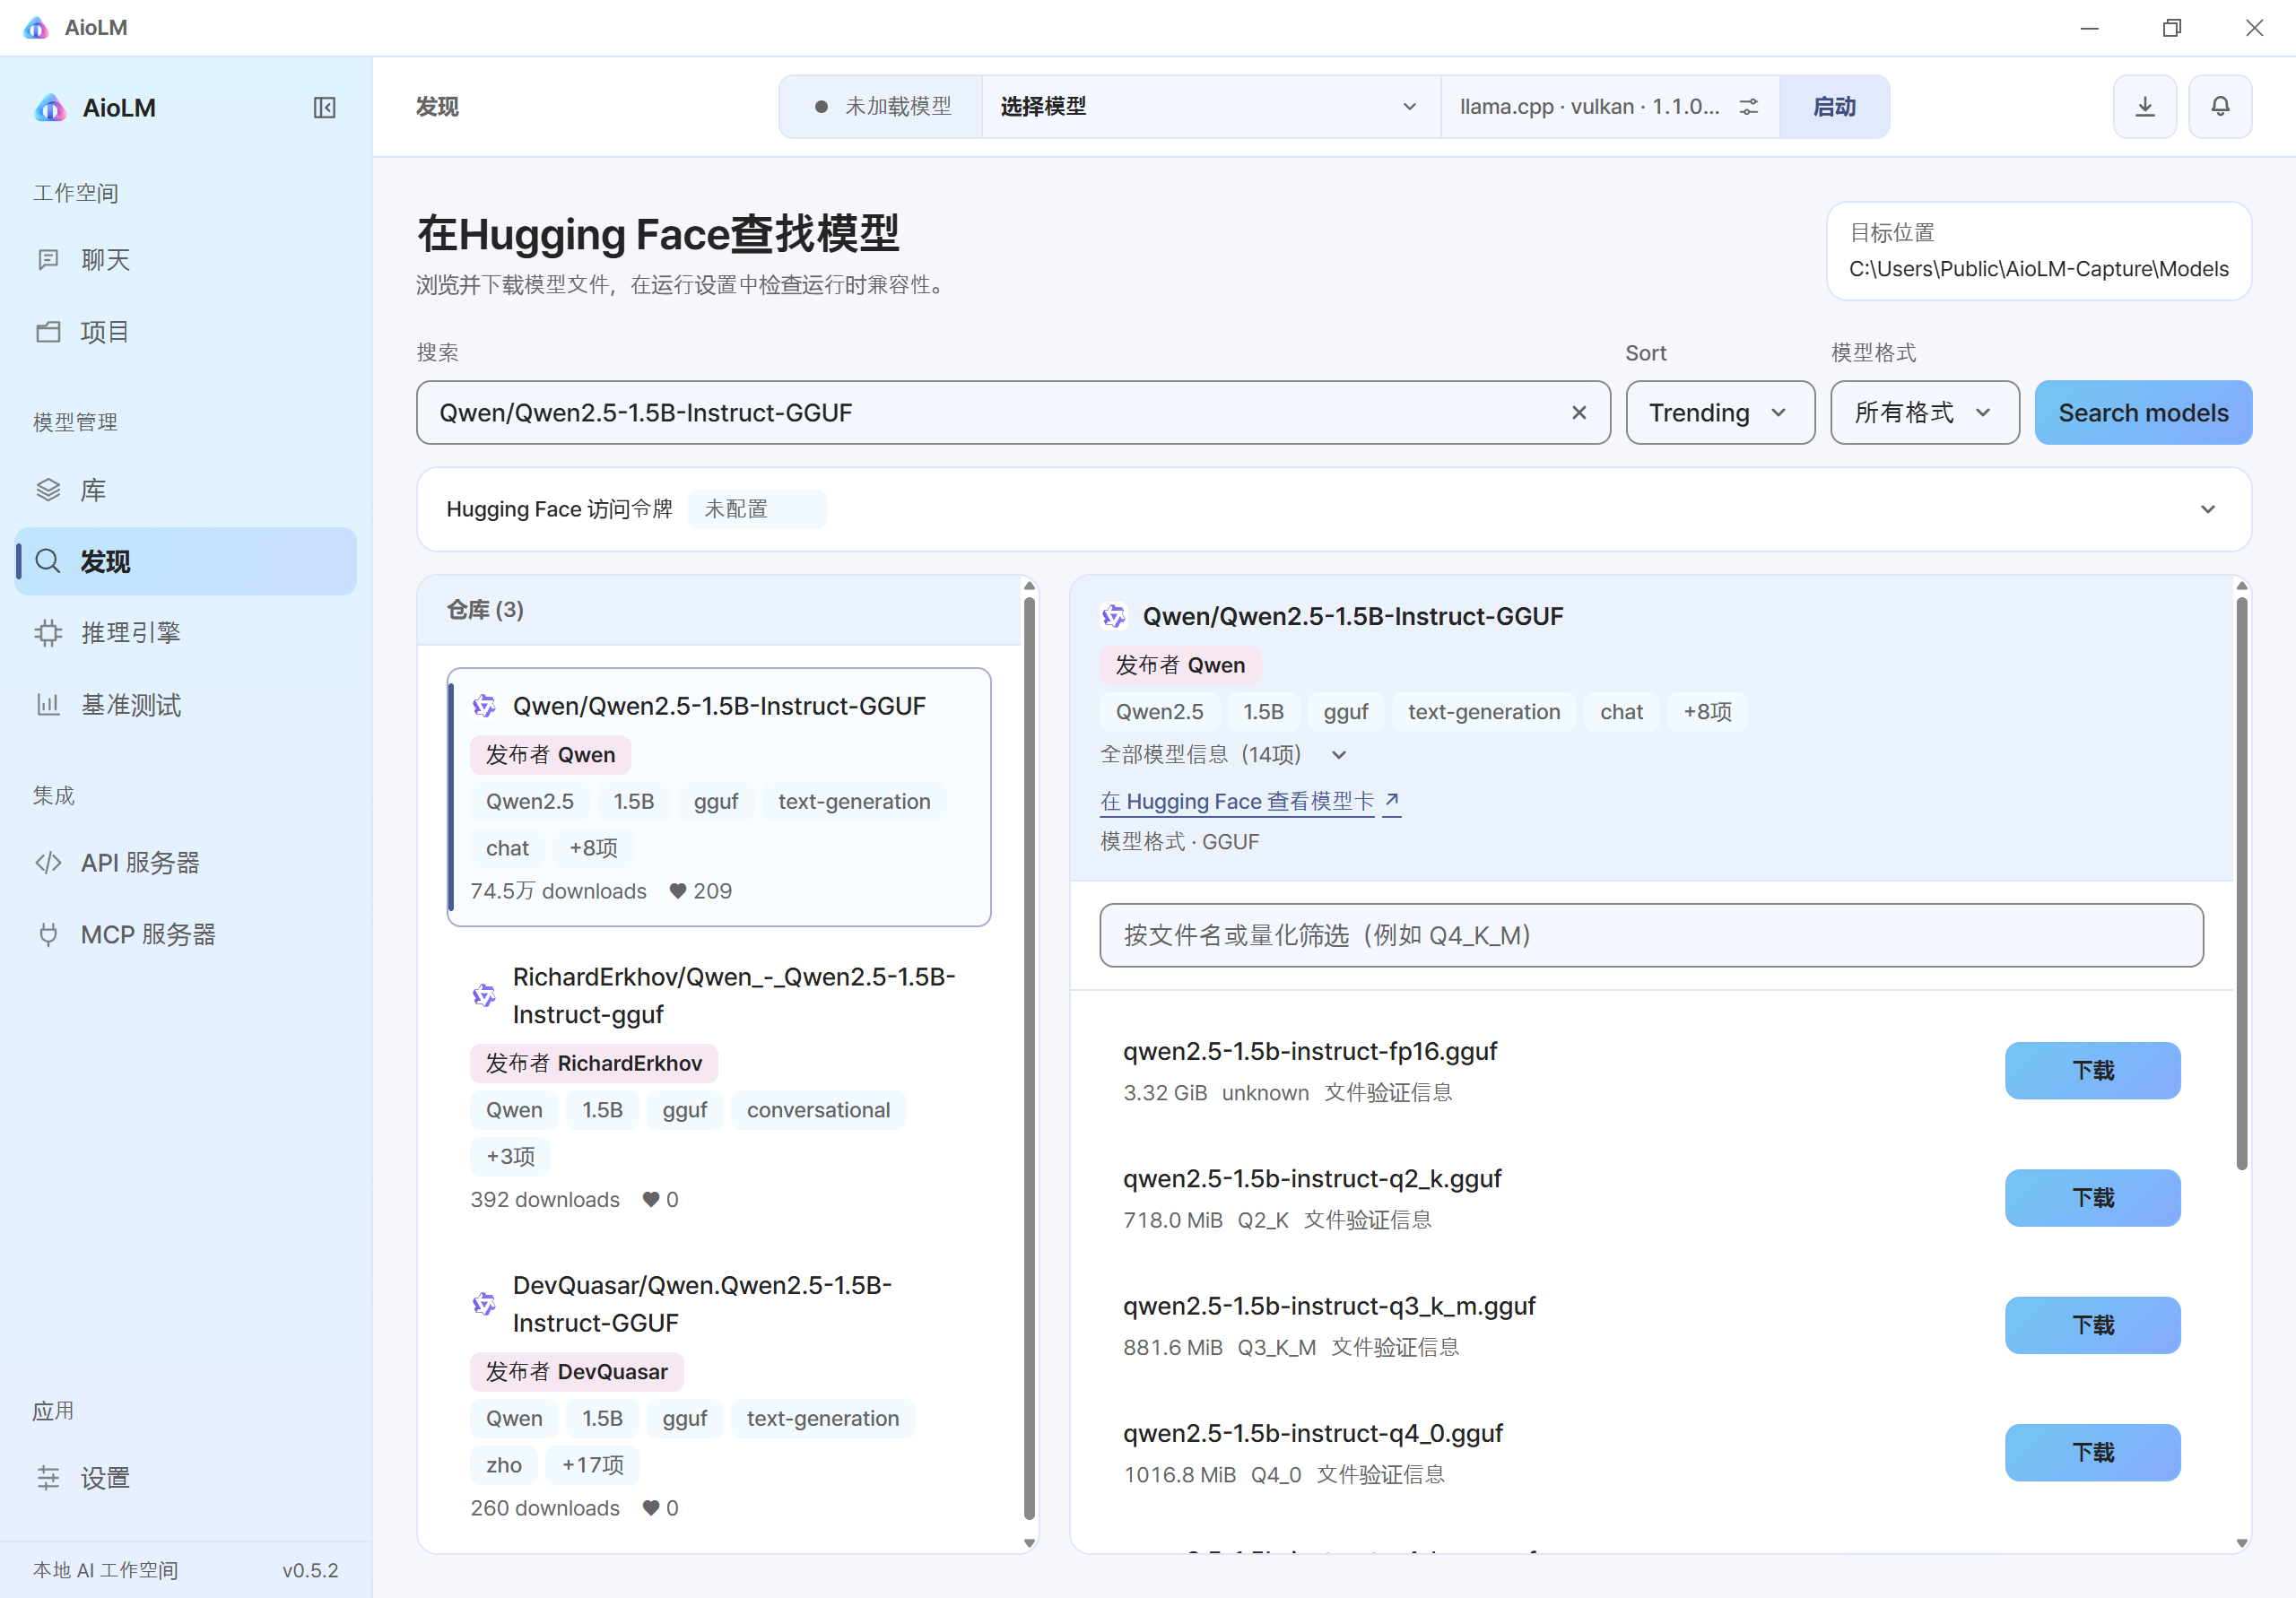 AioLM
AioLM
工作空间
聊天
项目
模型管理
库
发现
推理引擎
基准测试
集成
API 服务器
MCP 服务器
应用
设置
本地 AI 工作空间
v0.5.2
发现
未加载模型
选择模型
llama.cpp · vulkan · 1.1.0...
启动
在Hugging Face查找模型
浏览并下载模型文件，在运行设置中检查运行时兼容性。
目标位置
C:\Users\Public\AioLM-Capture\Models
搜索
Sort
模型格式
Qwen/Qwen2.5-1.5B-Instruct-GGUF
Trending
所有格式
Search models
Hugging Face 访问令牌
未配置
仓库 (3)
Qwen/Qwen2.5-1.5B-Instruct-GGUF
发布者 Qwen
Qwen2.5 1.5B gguf text-generation
chat +8项
74.5万 downloads 209
RichardErkhov/Qwen_-_Qwen2.5-1.5B-
Instruct-gguf
发布者 RichardErkhov
Qwen 1.5B gguf conversational
+3项
392 downloads 0
DevQuasar/Qwen.Qwen2.5-1.5B-
Instruct-GGUF
发布者 DevQuasar
Qwen 1.5B gguf text-generation
zho +17项
260 downloads 0
Qwen/Qwen2.5-1.5B-Instruct-GGUF
发布者 Qwen
Qwen2.5 1.5B gguf text-generation chat +8项
全部模型信息（14项）
在 Hugging Face 查看模型卡
模型格式 · GGUF
按文件名或量化筛选（例如 Q4_K_M）
qwen2.5-1.5b-instruct-fp16.gguf
3.32 GiB unknown 文件验证信息
下载
qwen2.5-1.5b-instruct-q2_k.gguf
718.0 MiB Q2_K 文件验证信息
下载
qwen2.5-1.5b-instruct-q3_k_m.gguf
881.6 MiB Q3_K_M 文件验证信息
下载
qwen2.5-1.5b-instruct-q4_0.gguf
1016.8 MiB Q4_0 文件验证信息
下载